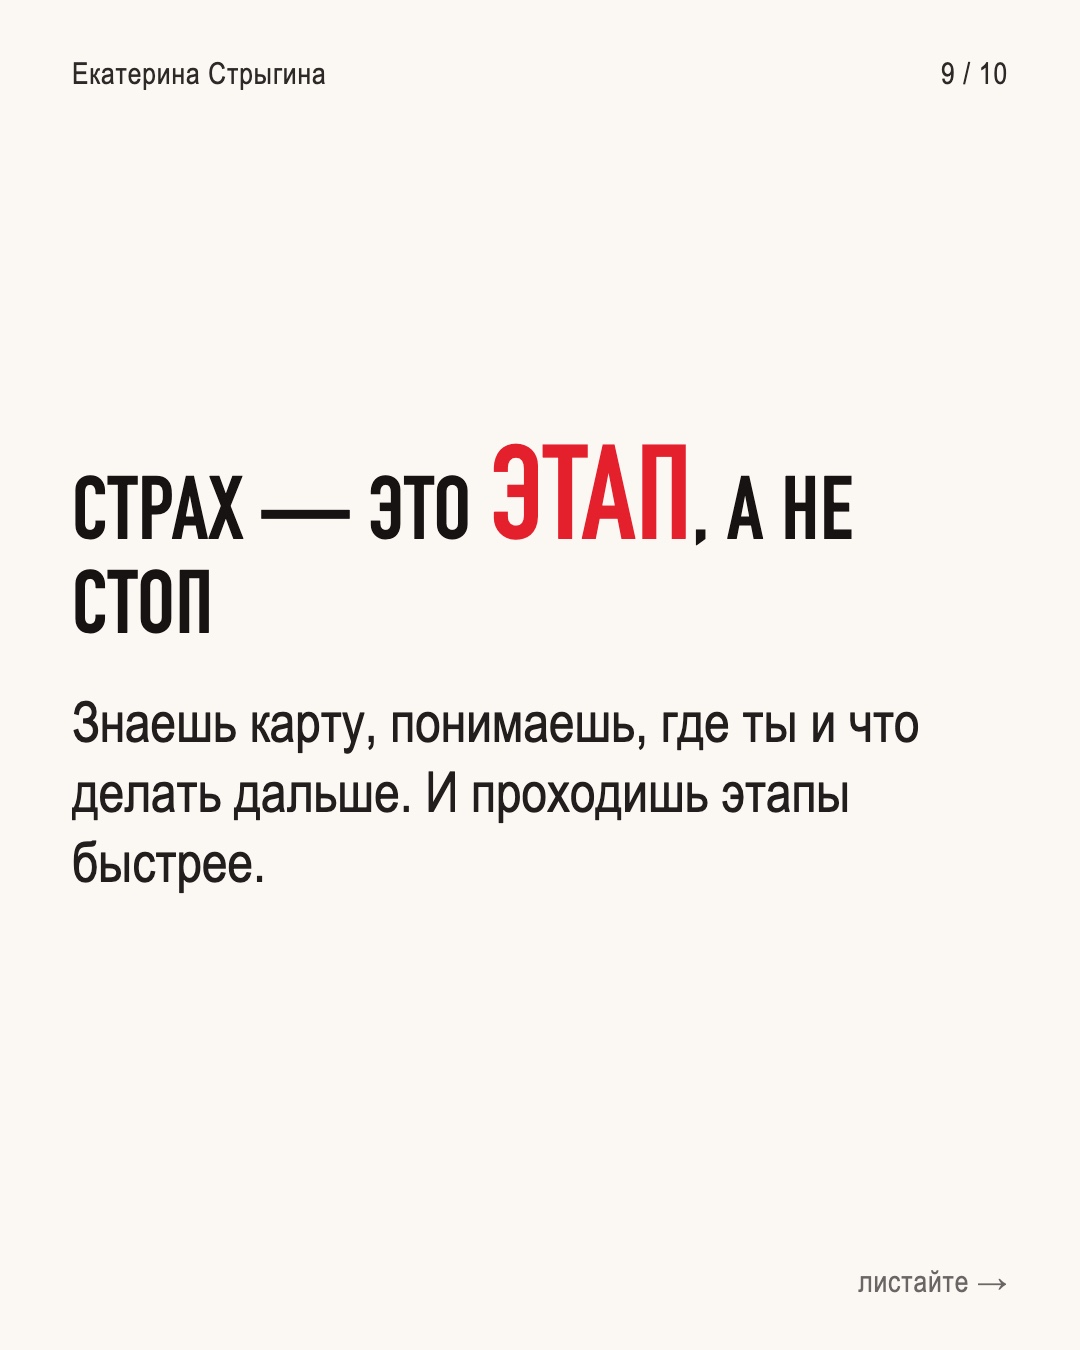 Екатерина Стрыгина
9 / 10
СТРАХ — ЭТО ЭТАП, А НЕ
СТОП
Знаешь карту, понимаешь, где ты и что
делать дальше. И проходишь этапы
быстрее.
листайте →